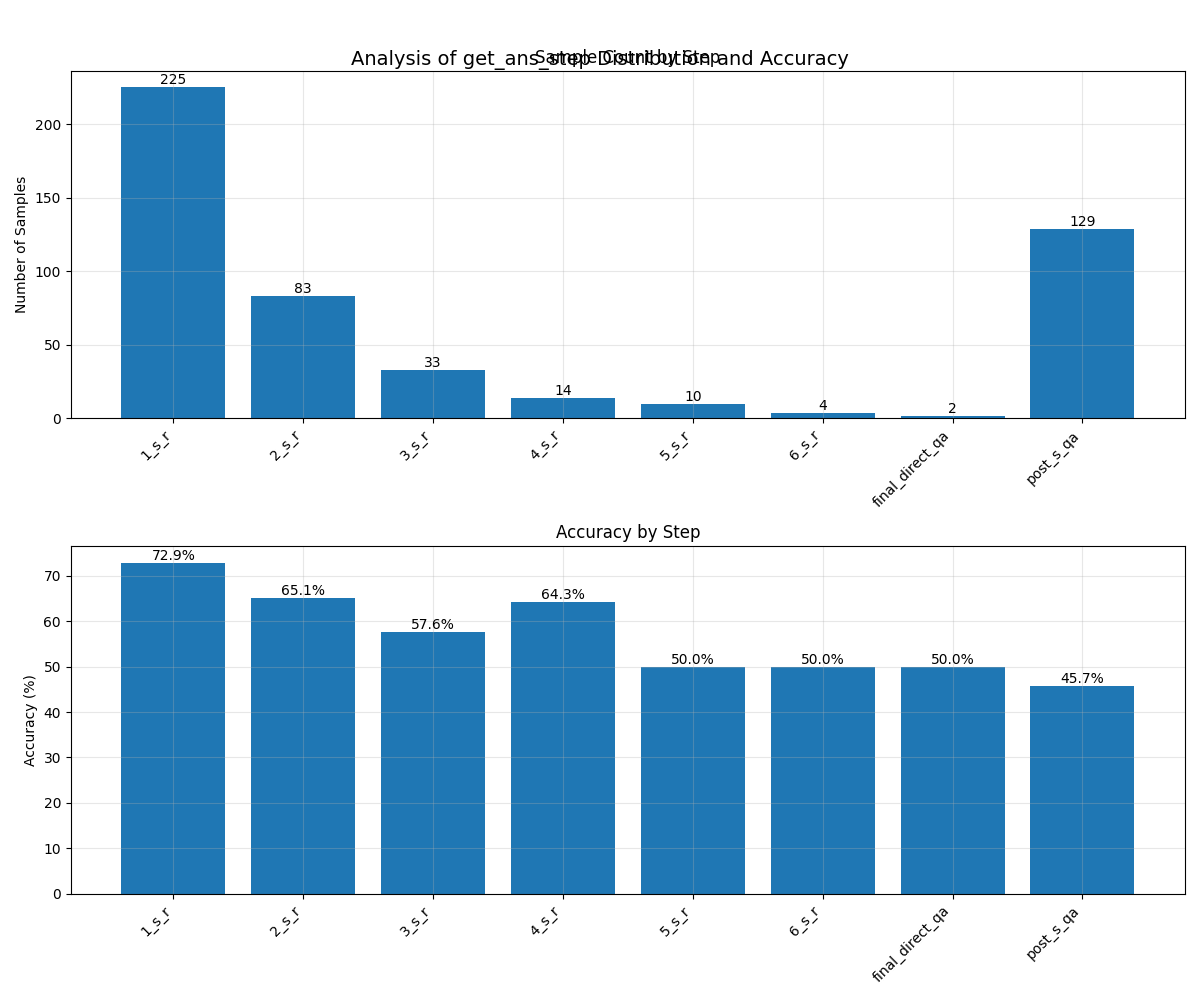 Analysis of get_ans_step Distribution and Accuracy
Sample Count by Step
225
83
33
14
10
4
2
129
200
150
100
50
0
Number of Samples
1_s_r
2_s_r
3_s_r
4_s_r
5_s_r
6_s_r
final_direct_qa
post_s_qa
Accuracy by Step
72.9%
65.1%
57.6%
64.3%
50.0%
50.0%
50.0%
45.7%
70
60
50
40
30
20
10
0
Accuracy (%)
1_s_r
2_s_r
3_s_r
4_s_r
5_s_r
6_s_r
final_direct_qa
post_s_qa